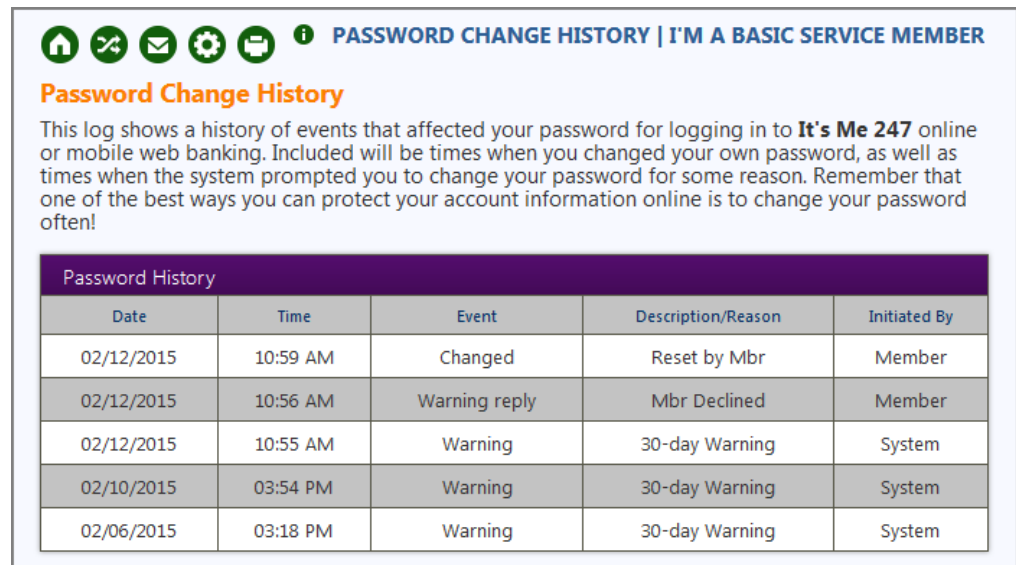 PASSWORD CHANGE HISTORY | I'M A BASIC SERVICE MEMBER
Password Change History
This log shows a history of events that affected your password for logging in to It's Me 247 online
or mobile web banking. Included will be times when you changed your own password, as well as
times when the system prompted you to change your password for some reason. Remember that
one of the best ways you can protect your account information online is to change your password
often!
Password History
Date Time Event Description/Reason Initiated By
02/12/2015 10:59 AM Changed Reset by Mbr Member
02/12/2015 10:56 AM Warning reply Mbr Declined Member
02/12/2015 10:55 AM Warning 30-day Warning System
02/10/2015 03:54 PM Warning 30-day Warning System
02/06/2015 03:18 PM Warning 30-day Warning System